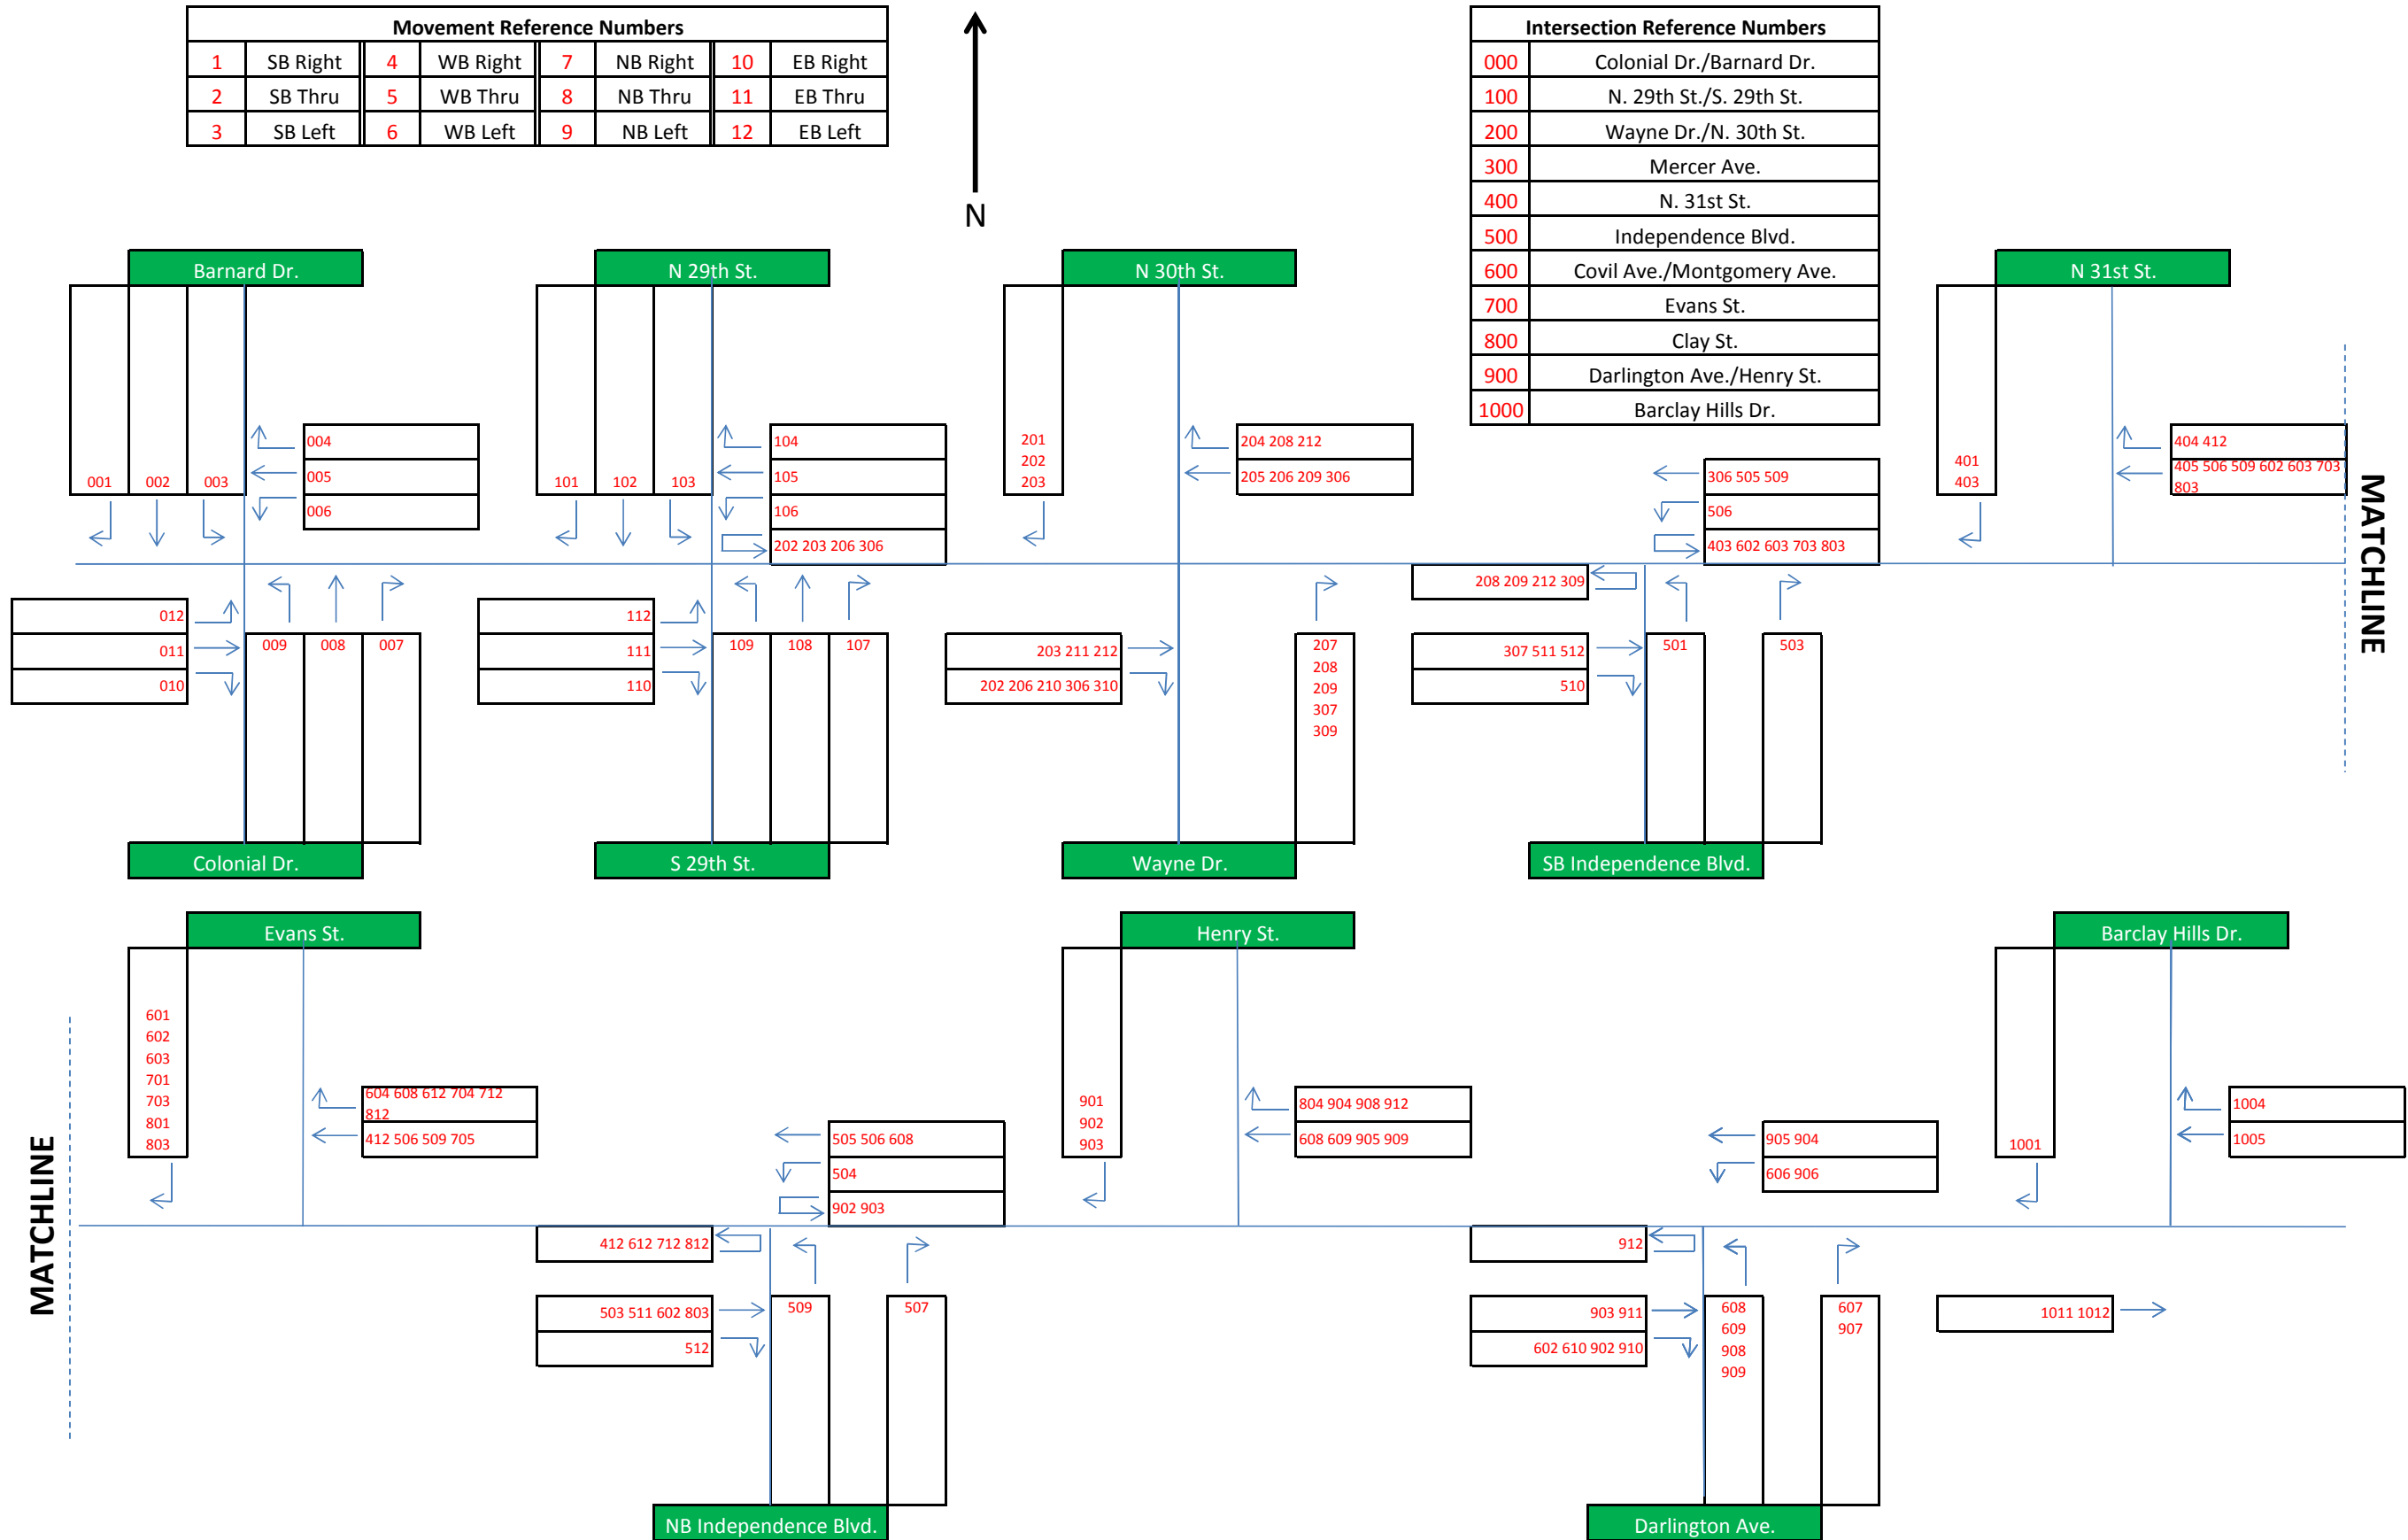 Movement Reference Numbers
1 SB Right 4 WB Right 7 NB Right 10 EB Right
2 SB Thru 5 WB Thru 8 NB Thru 11 EB Thru
3 SB Left 6 WB Left 9 NB Left 12 EB Left
N
Intersection Reference Numbers
000 Colonial Dr./Barnard Dr.
100 N. 29th St./S. 29th St.
200 Wayne Dr./N. 30th St.
300 Mercer Ave.
400 N. 31st St.
500 Independence Blvd.
600 Covil Ave./Montgomery Ave.
700 Evans St.
800 Clay St.
900 Darlington Ave./Henry St.
1000 Barclay Hills Dr.
Barnard Dr.
001 002 003
004
005
006
012
011
010
009 008 007
Colonial Dr.
N 29th St.
101 102 103
104
105
106
202 203 206 306
112
111
110
109 108 107
S 29th St.
N 30th St.
201
202
203
204 208 212
205 206 209 306
203 211 212
202 206 210 306 310
207
208
209
307
309
Wayne Dr.
306 505 509
506
403 602 603 703 803
208 209 212 309
307 511 512
510
501
503
SB Independence Blvd.
N 31st St.
401
403
404 412
405 506 509 602 603 703
803
MATCHLINE
MATCHLINE
Evans St.
601
602
603
701
703
801
803
604 608 612 704 712
812
412 506 509 705
505 506 608
504
902 903
412 612 712 812
503 511 602 803
512
509
507
NB Independence Blvd.
Henry St.
901
902
903
804 904 908 912
608 609 905 909
905 904
606 906
912
903 911
602 610 902 910
608
609
908
909
607
907
Darlington Ave.
Barclay Hills Dr.
1001
1004
1005
1011 1012